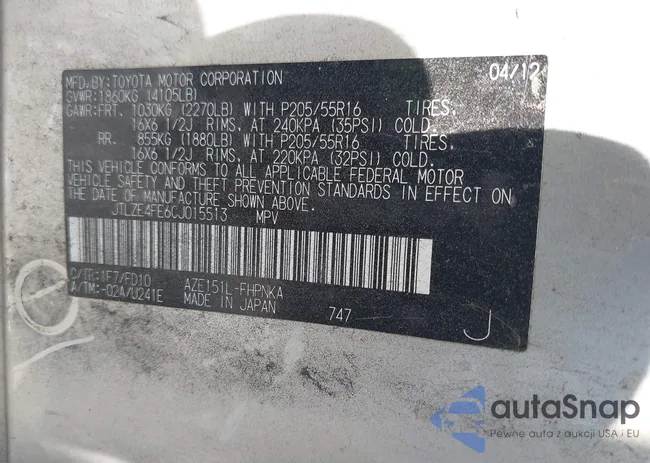 MFD.BY:TOYOTA MOTOR CORPORATION 04/12
GVWR:1860KG (4105LB)
GAWR:FRT. 1030KG (2270LB) WITH P205/55R16 TIRES,
16X6 1/2J RIMS, AT 240KPA (35PSI) COLD.
RR. 855KG (1880LB) WITH P205/55R16 TIRES,
16X6 1/2J RIMS, AT 220KPA (32PSI) COLD.
THIS VEHICLE CONFORMS TO ALL APPLICABLE FEDERAL MOTOR
VEHICLE SAFETY AND THEFT PREVENTION STANDARDS IN EFFECT ON
THE DATE OF MANUFACTURE SHOWN ABOVE.
JTLZE4FE6CJ015513 MPV
C/TR:1F7/FD10 AZE151L-FHPNKA
A/TM:-02A/U241E MADE IN JAPAN 747 J
autaSnap
Pewne auta z aukcji USA i EU